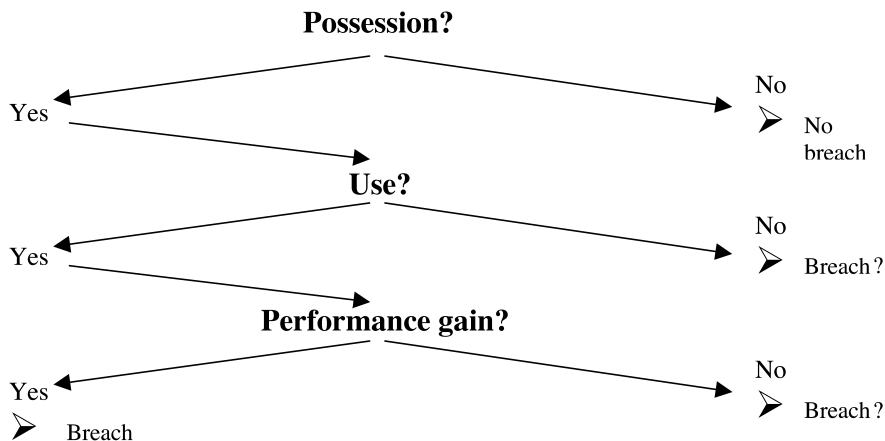 Possession?
No
Yes
No
breach
Use?
No
Yes
Breach?
Performance gain?
No
Yes
Breach?
Breach